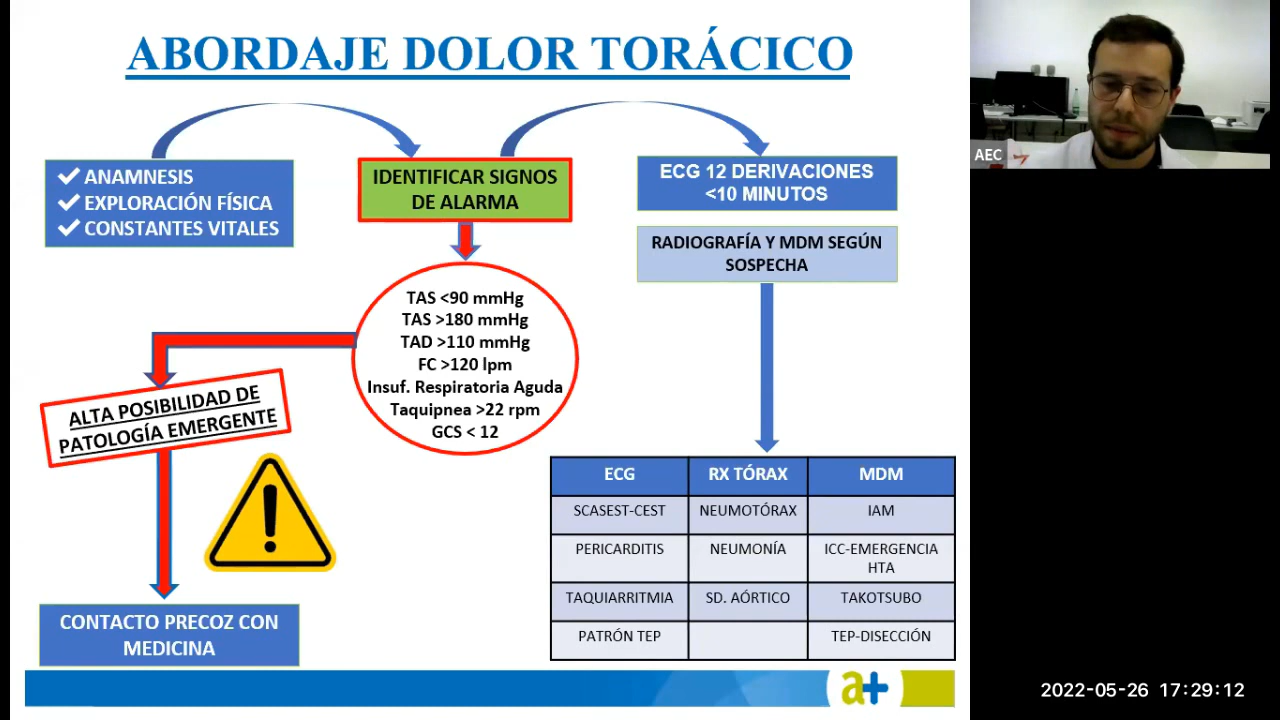 ABORDAJE DOLOR TORÁCICO
ANAMNESIS
EXPLORACIÓN FÍSICA
CONSTANTES VITALES
IDENTIFICAR SIGNOS
DE ALARMA
ECG 12 DERIVACIONES
<10 MINUTOS
RADIOGRAFÍA Y MDM SEGÚN
SOSPECHA
TAS <90 mmHg
TAS >180 mmHg
TAD >110 mmHg
FC >120 lpm
Insuf. Respiratoria Aguda
Taquipnea >22 rpm
GCS < 12
ALTA POSIBILIDAD DE
PATOLOGÍA EMERGENTE
CONTACTO PRECOZ CON
MEDICINA
ECG RX TÓRAX MDM
SCASEST-CEST NEUMOTÓRAX IAM
PERICARDITIS NEUMONÍA ICC-EMERGENCIA
HTA
TAQUIARRITMIA SD. AÓRTICO TAKOTSUBO
PATRÓN TEP TEP-DISECCIÓN
a+
AEC
2022-05-26 17:29:12